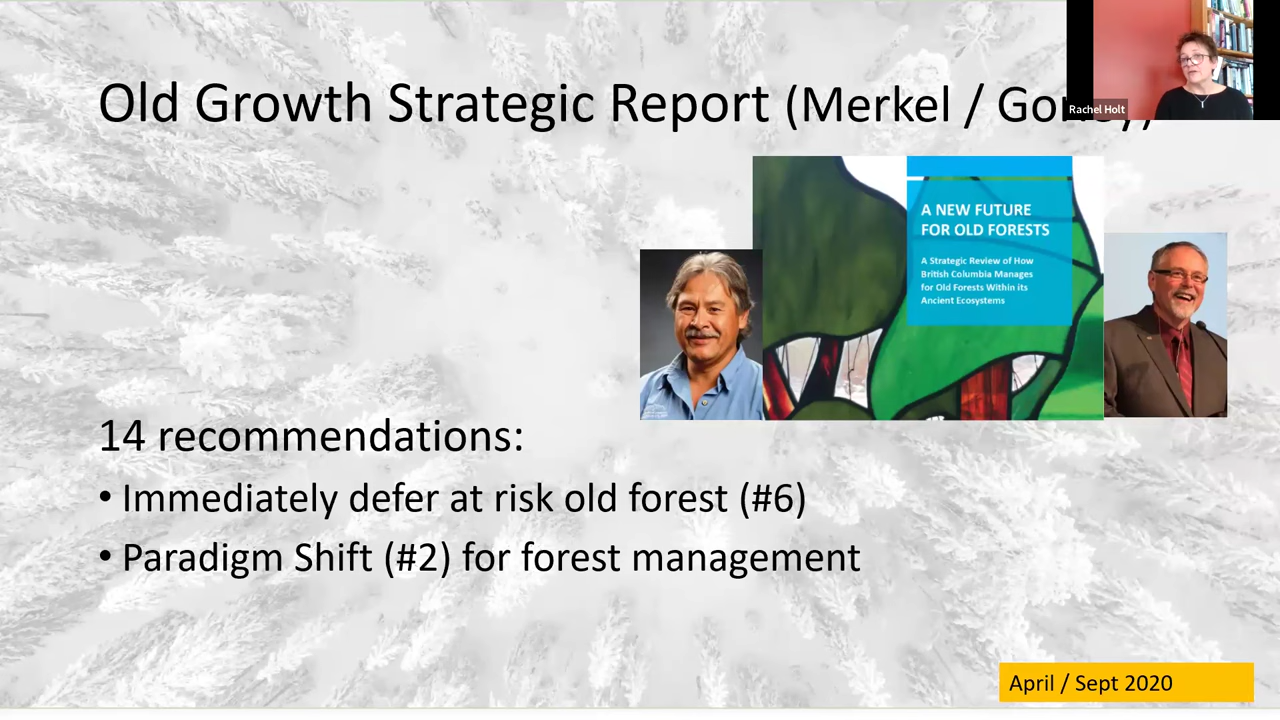 Old Growth Strategic Report (Merkel /
Rachel Holt
A NEW FUTURE
FOR OLD FORESTS
A Strategic Review of How
British Columbia Manages
for Old Forests Within its
Ancient Ecosystems
14 recommendations:
• Immediately defer at risk old forest (#6)
• Paradigm Shift (#2) for forest management
April / Sept 2020